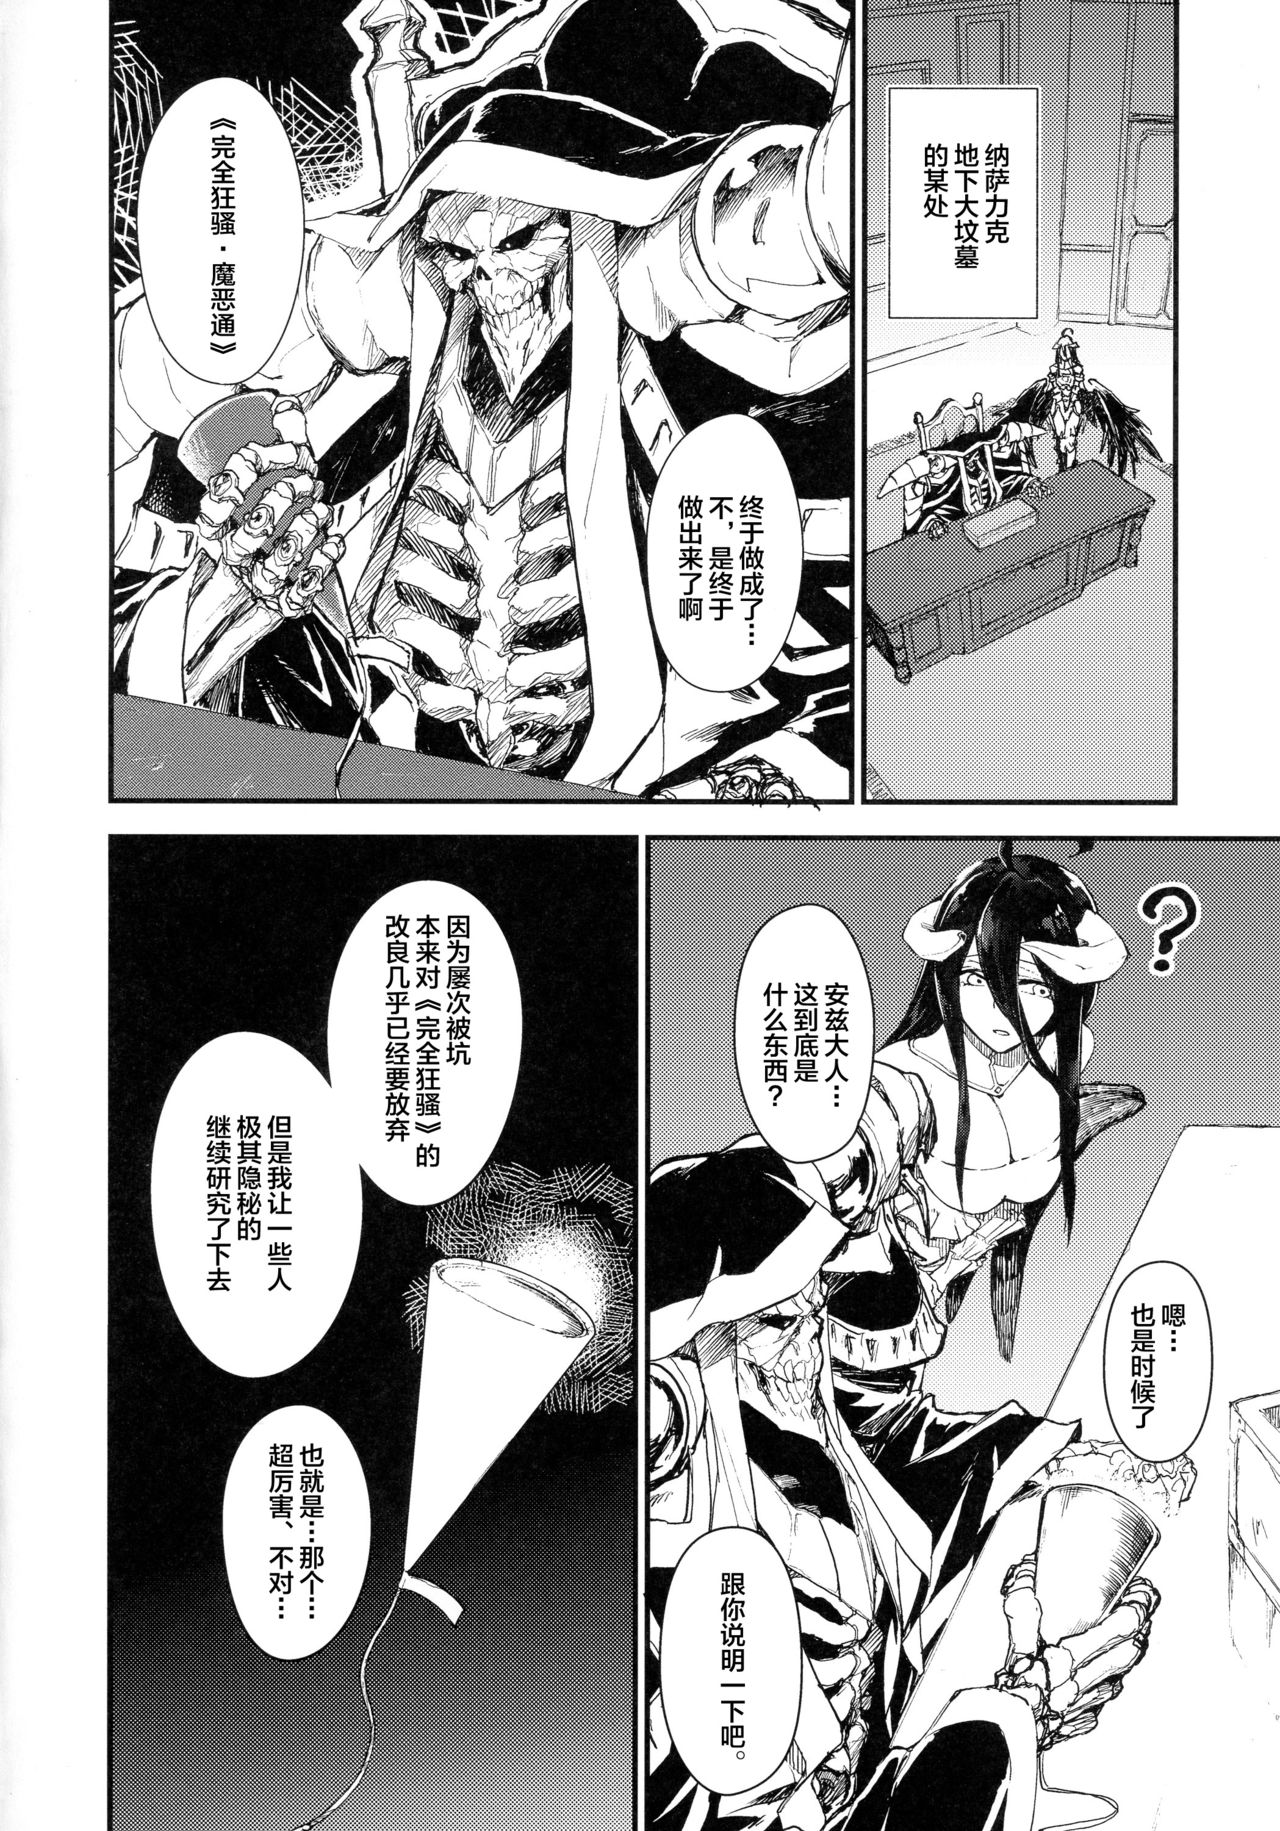 纳萨力克
地下大坟墓
的某处
终于做成了…
不，是终于
做出来了啊
《完全狂骚·魔恶通》
？
安兹大人…
这到底是
什么东西？
嗯…
也是时候了
跟你说明一下吧。
因为屡次被坑
本来对《完全狂骚》的
改良几乎已经要放弃
但是我让一些人
极其隐秘的
继续研究了下去
也就是…那个…
超厉害、不对…